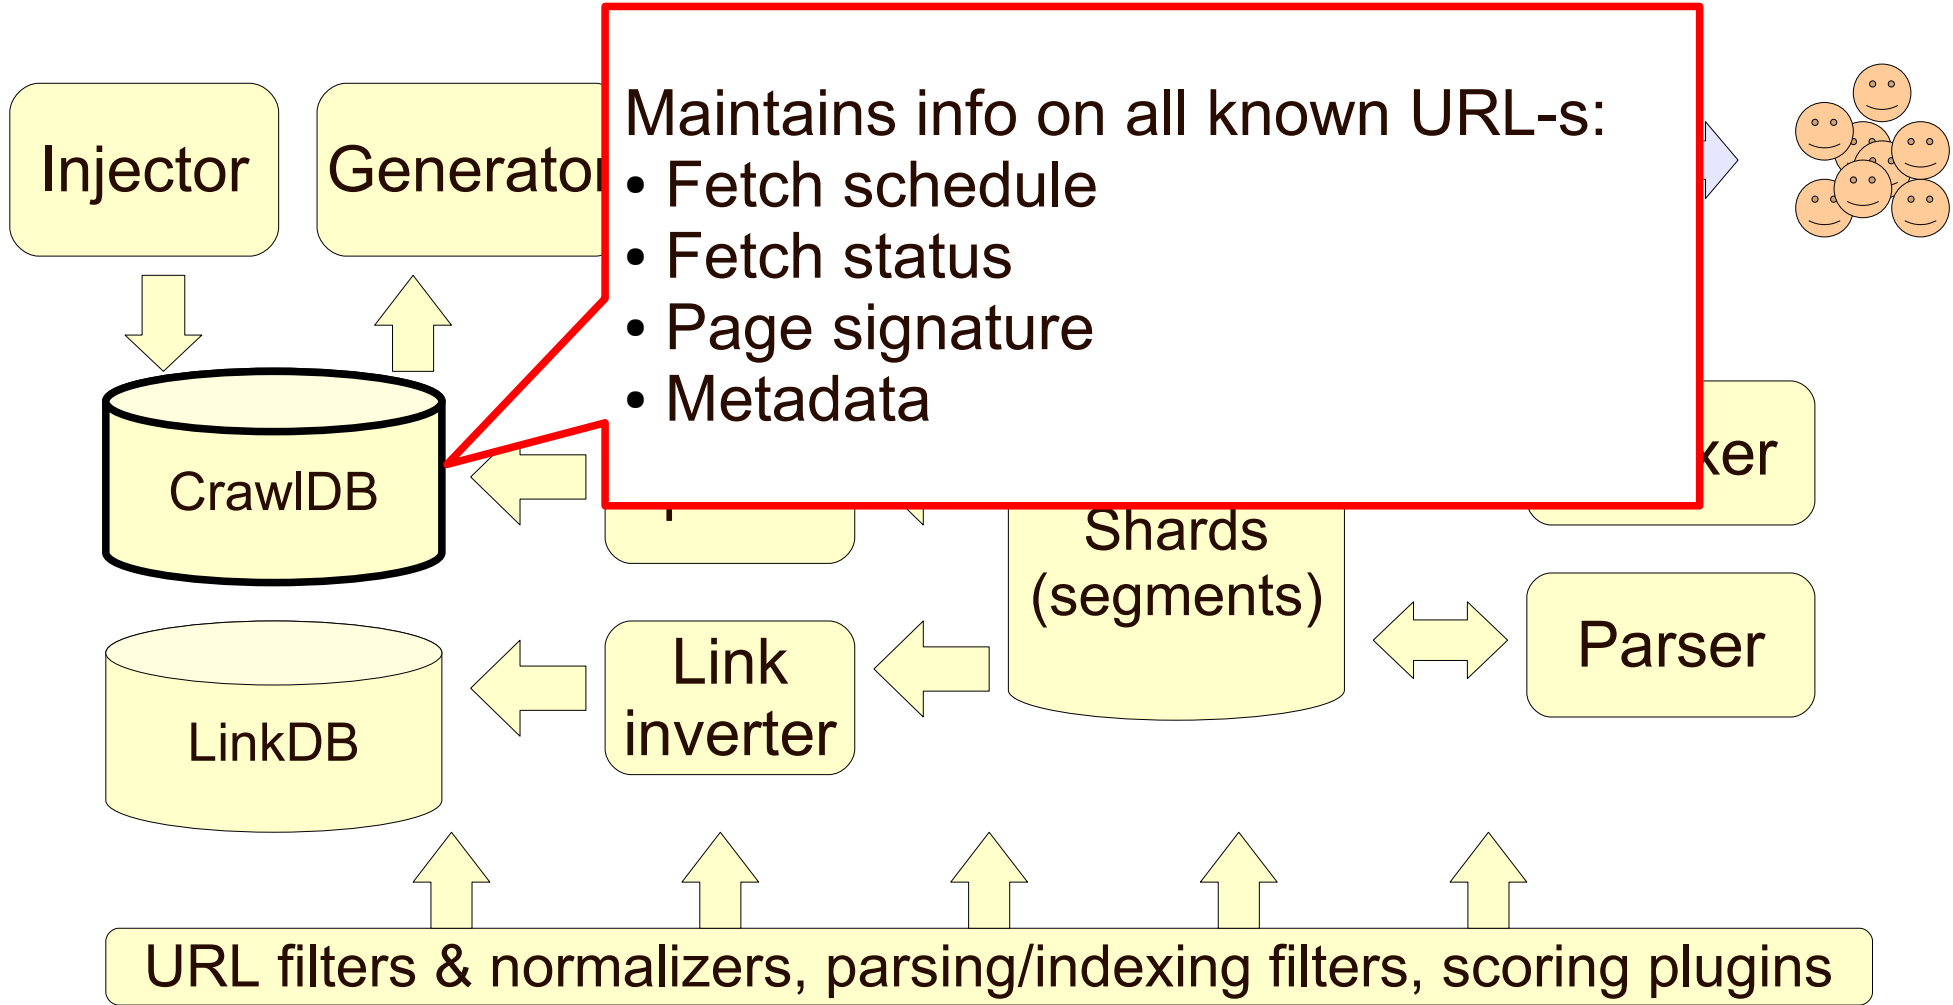 Injector
Generator
Maintains info on all known URL-s:
• Fetch schedule
• Fetch status
• Page signature
• Metadata
CrawlDB
Shards
(segments)
Parser
LinkDB
Link
inverter
URL filters & normalizers, parsing/indexing filters, scoring plugins